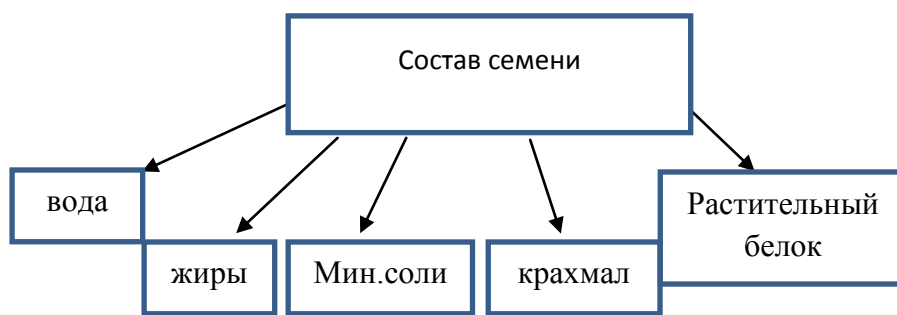 Состав семени
вода
жиры
Мин.соли
крахмал
Растительный
белок